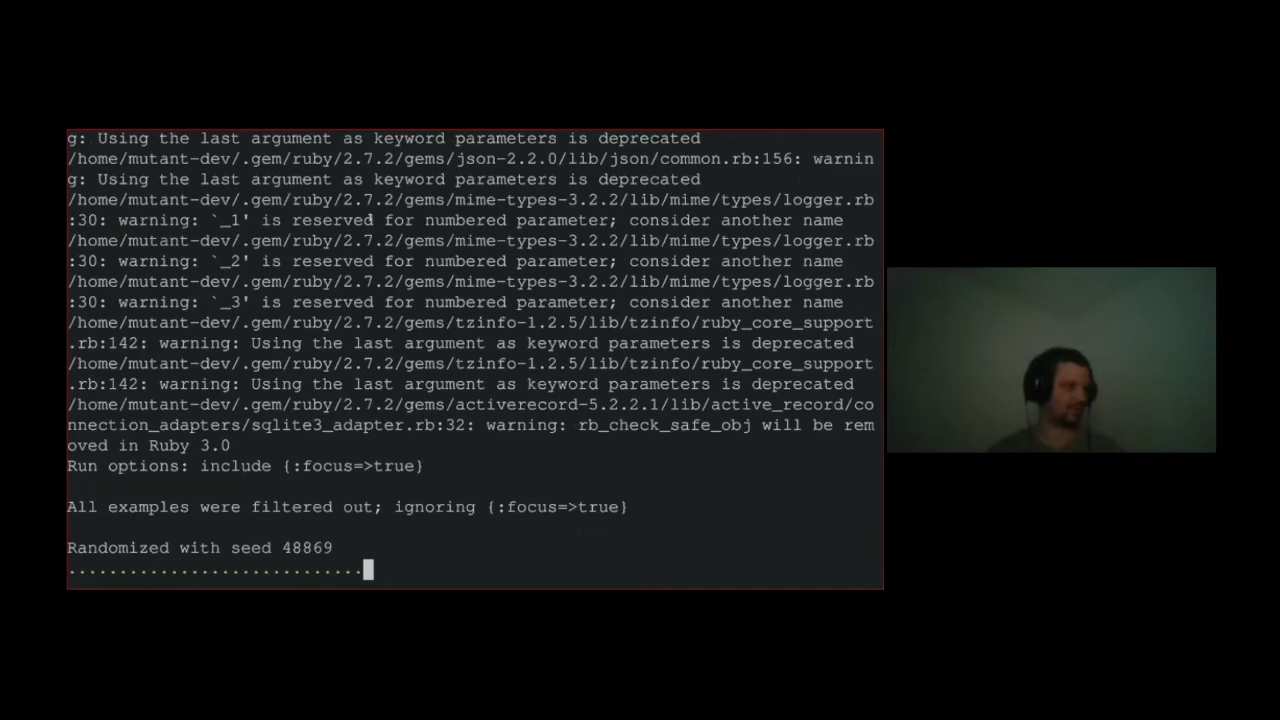 g: Using the last argument as keyword parameters is deprecated
/home/mutant-dev/.gem/ruby/2.7.2/gems/json-2.2.0/lib/json/common.rb:156: warnin
g: Using the last argument as keyword parameters is deprecated
/home/mutant-dev/.gem/ruby/2.7.2/gems/mime-types-3.2.2/lib/mime/types/logger.rb
:30: warning: `_1' is reserved for numbered parameter; consider another name
/home/mutant-dev/.gem/ruby/2.7.2/gems/mime-types-3.2.2/lib/mime/types/logger.rb
:30: warning: `_2' is reserved for numbered parameter; consider another name
/home/mutant-dev/.gem/ruby/2.7.2/gems/mime-types-3.2.2/lib/mime/types/logger.rb
:30: warning: `_3' is reserved for numbered parameter; consider another name
/home/mutant-dev/.gem/ruby/2.7.2/gems/tzinfo-1.2.5/lib/tzinfo/ruby_core_support
.rb:142: warning: Using the last argument as keyword parameters is deprecated
/home/mutant-dev/.gem/ruby/2.7.2/gems/tzinfo-1.2.5/lib/tzinfo/ruby_core_support
.rb:142: warning: Using the last argument as keyword parameters is deprecated
/home/mutant-dev/.gem/ruby/2.7.2/gems/activerecord-5.2.2.1/lib/active_record/co
nnection_adapters/sqlite3_adapter.rb:32: warning: rb_check_safe_obj will be rem
oved in Ruby 3.0
Run options: include {:focus=>true}
All examples were filtered out; ignoring {:focus=>true}
Randomized with seed 48869
.............................